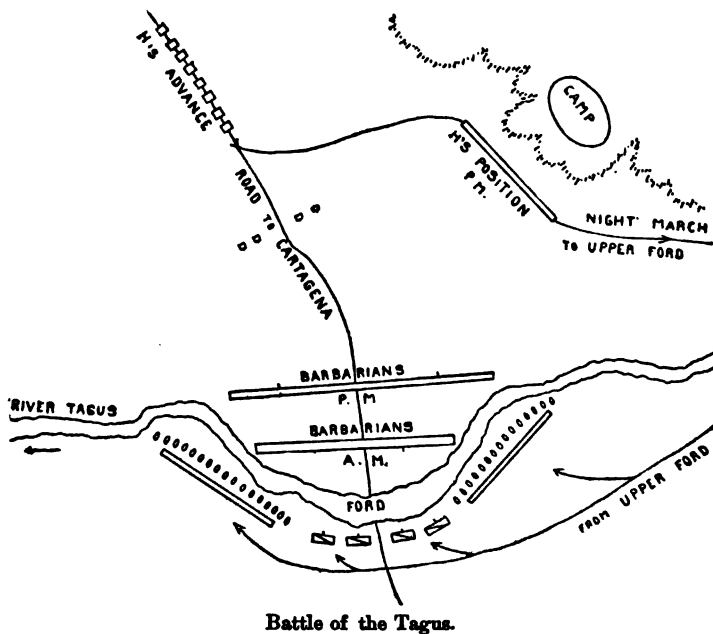 H'S ADVANCE
CAMP
H'S POSITION
P.M.
NIGHT MARCH
TO UPPER FORD
ROAD TO CARTAGENA
BARBARIANS
P. M
RIVER TAGUS
BARBARIANS
A. M.
FORD
FROM UPPER FORD
Battle of the Tagus.